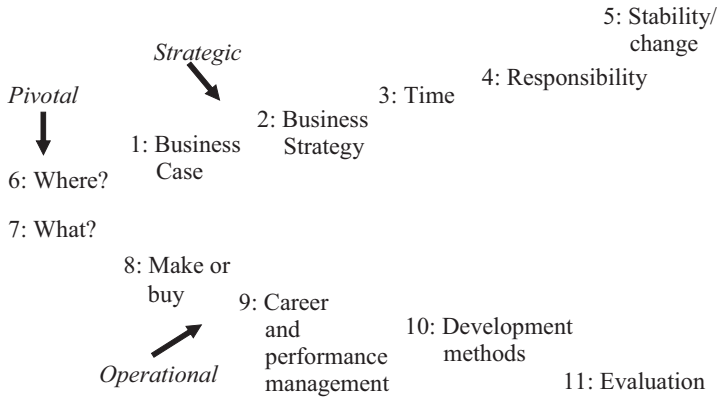 5: Stability/
change
Strategic
4: Responsibility
Pivotal
3: Time
2: Business
Strategy
1: Business
Case
6: Where?
7: What?
8: Make or
buy
9: Career
and
performance
management
10: Development
methods
Operational
11: Evaluation